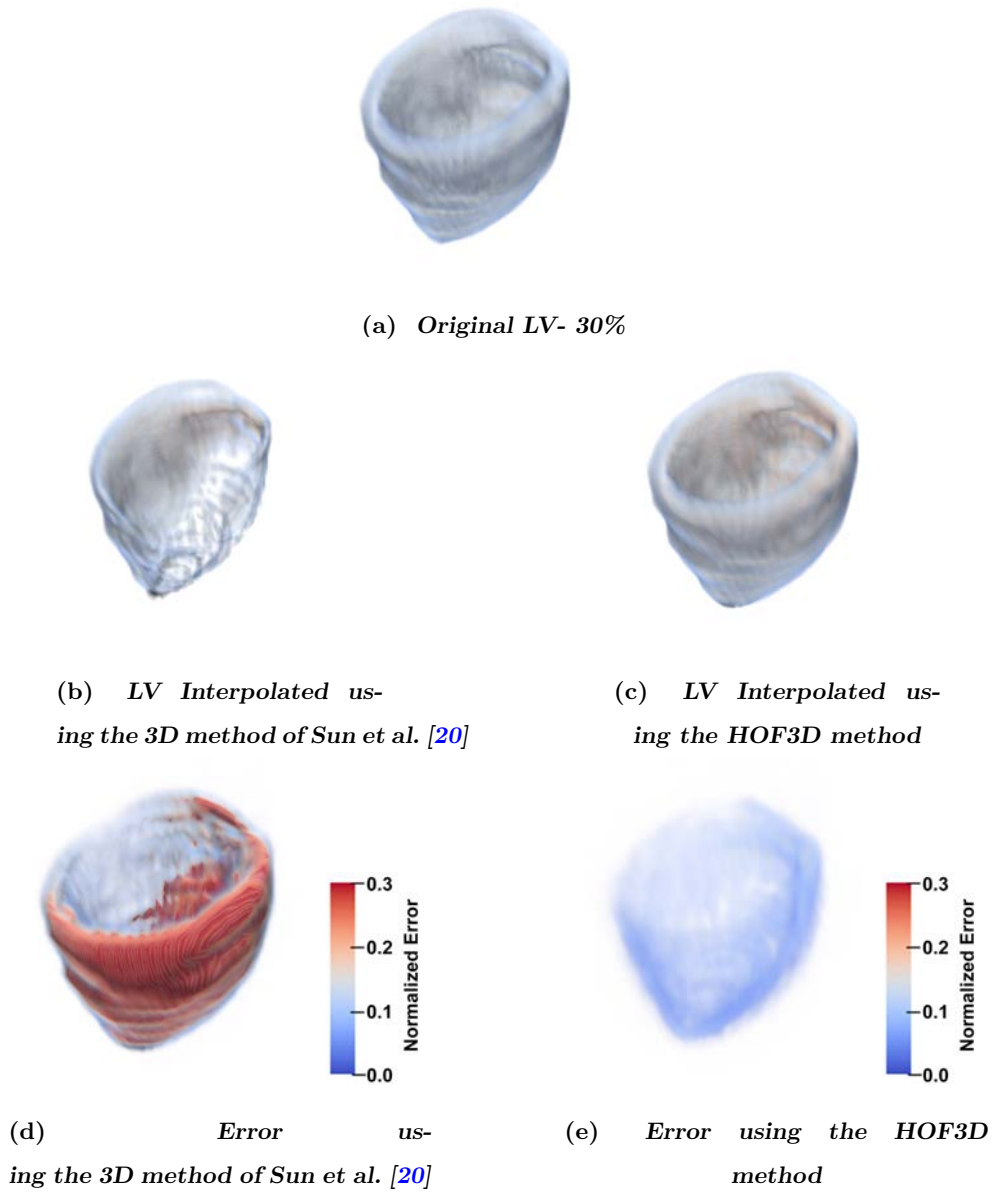 (a) Original LV- 30%
(b) LV Interpolated us-
ing the 3D method of Sun et al. [20]
(c) LV Interpolated us-
ing the HOF3D method
0.3
0.2
0.1
0.0
Normalized Error
(d) Error us-
ing the 3D method of Sun et al. [20]
0.3
0.2
0.1
0.0
Normalized Error
(e) Error using the HOF3D
method